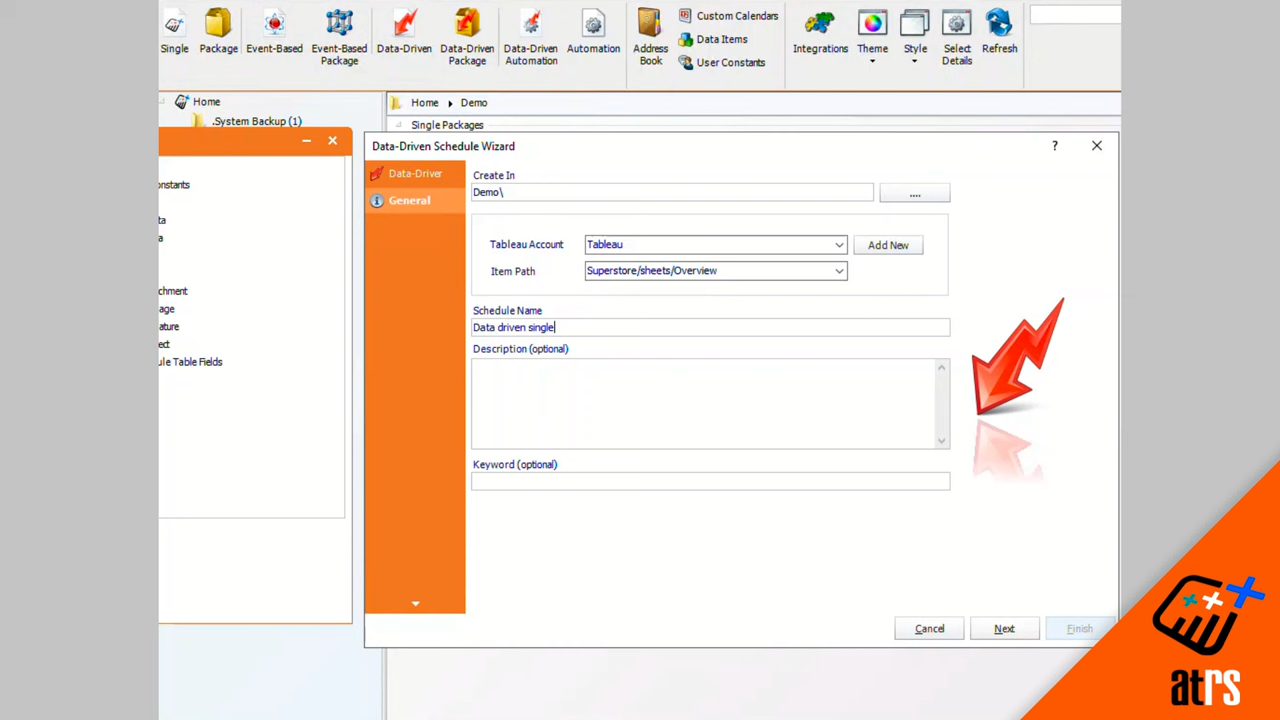 Single
Package
Event-Based
Event-Based
Package
Data-Driven
Data-Driven
Package
Data-Driven
Automation
Automation
Address
Book
Custom Calendars
Data Items
User Constants
Integrations
Theme
Style
Select
Details
Refresh
Home
.System Backup (1)
Home
Demo
Single Packages
onstants
ta
a
chment
age
ature
ect
ule Table Fields
Data-Driven Schedule Wizard
?
Data-Driver
General
Create In
Demo\
....
Tableau Account
Tableau
Add New
Item Path
Superstore/sheets/Overview
Schedule Name
Data driven single
Description (optional)
Keyword (optional)
Cancel
Next
Finish
atrs